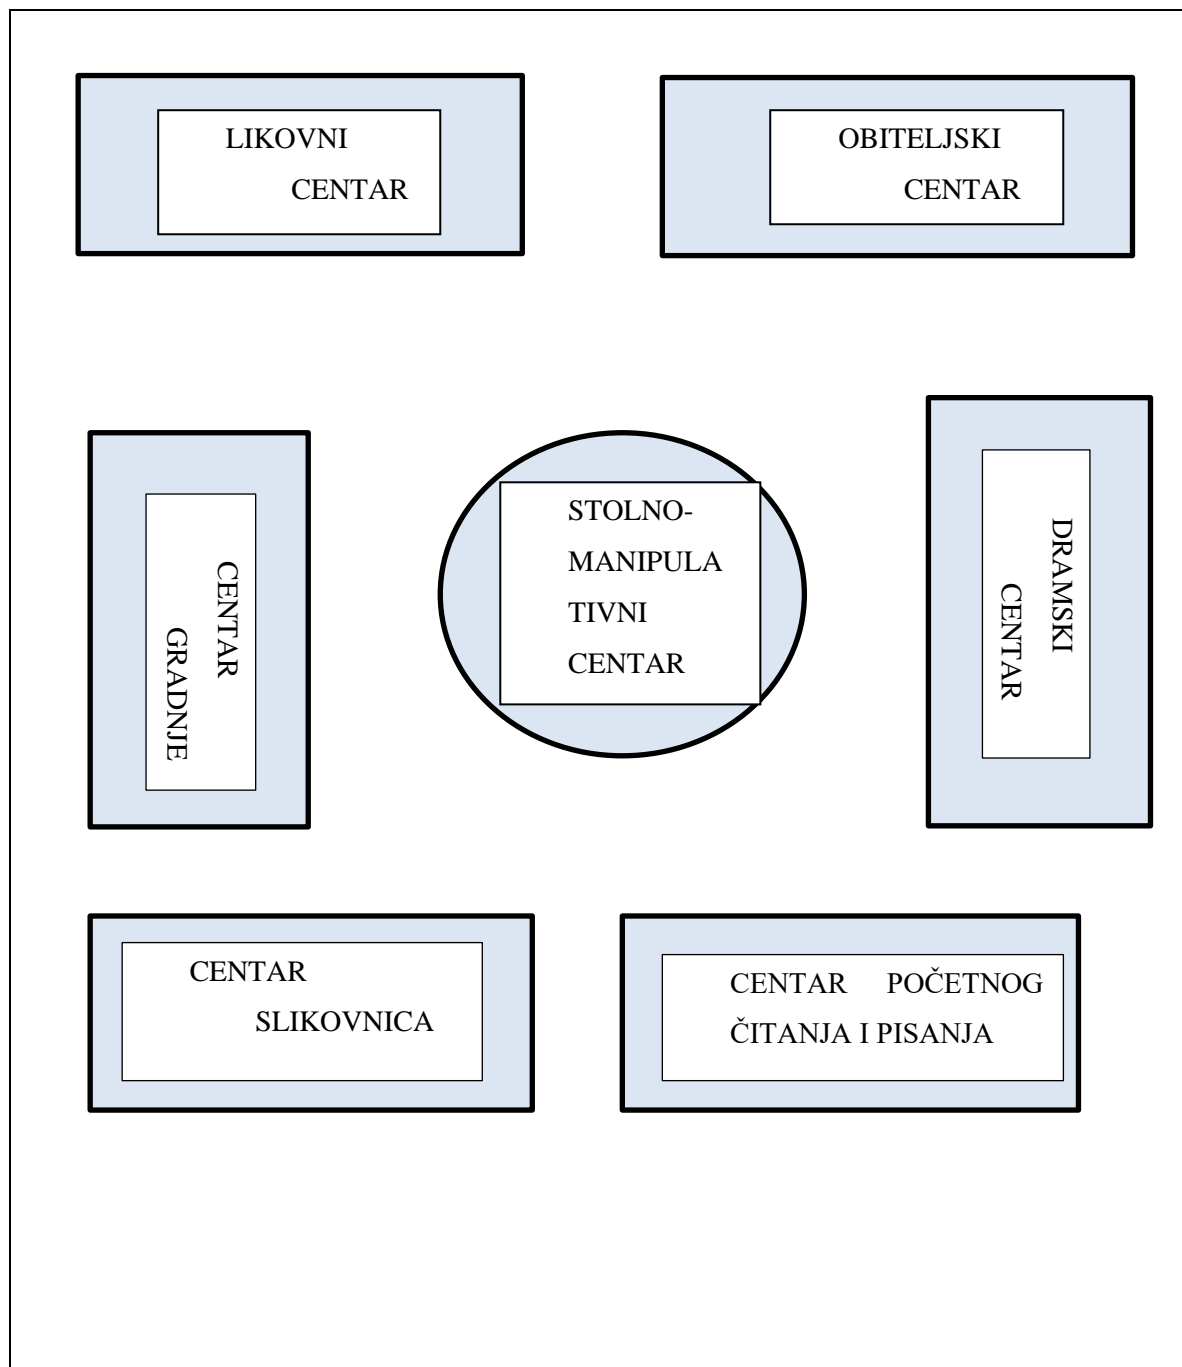 LIKOVNI
CENTAR
OBITELJSKI
CENTAR
CENTAR
GRADNJE
STOLNO-
MANIPULA
TIVNI
CENTAR
DRAMSKI
CENTAR
CENTAR
SLIKOVNICA
CENTAR POČETNOG
ČITANJA I PISANJA